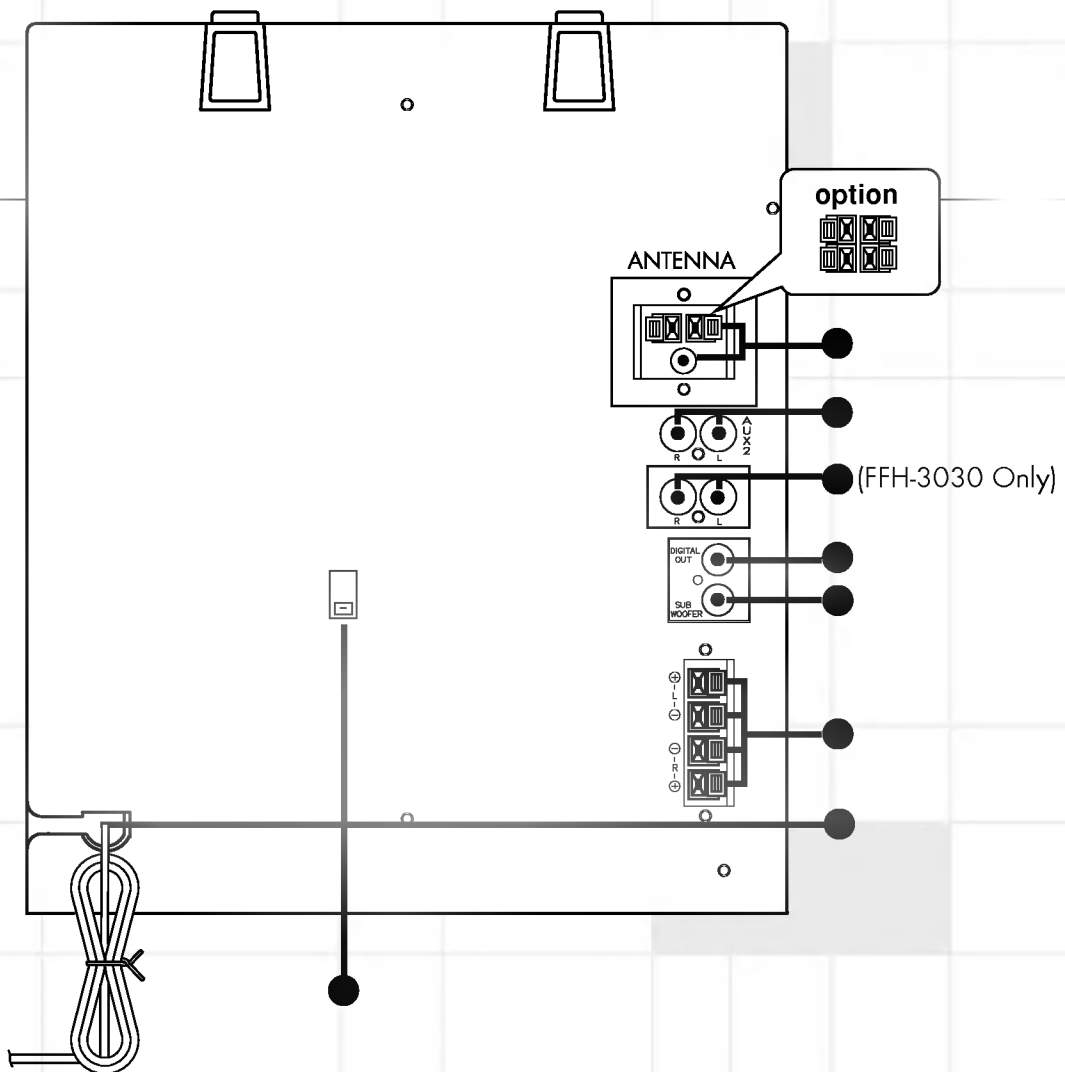 option
ANTENNA
AUX2
R L
(FFH-3030 Only)
R L
DIGITAL
OUT
SUB
WOOFER
⊕-L-⊖
⊖-R-⊕